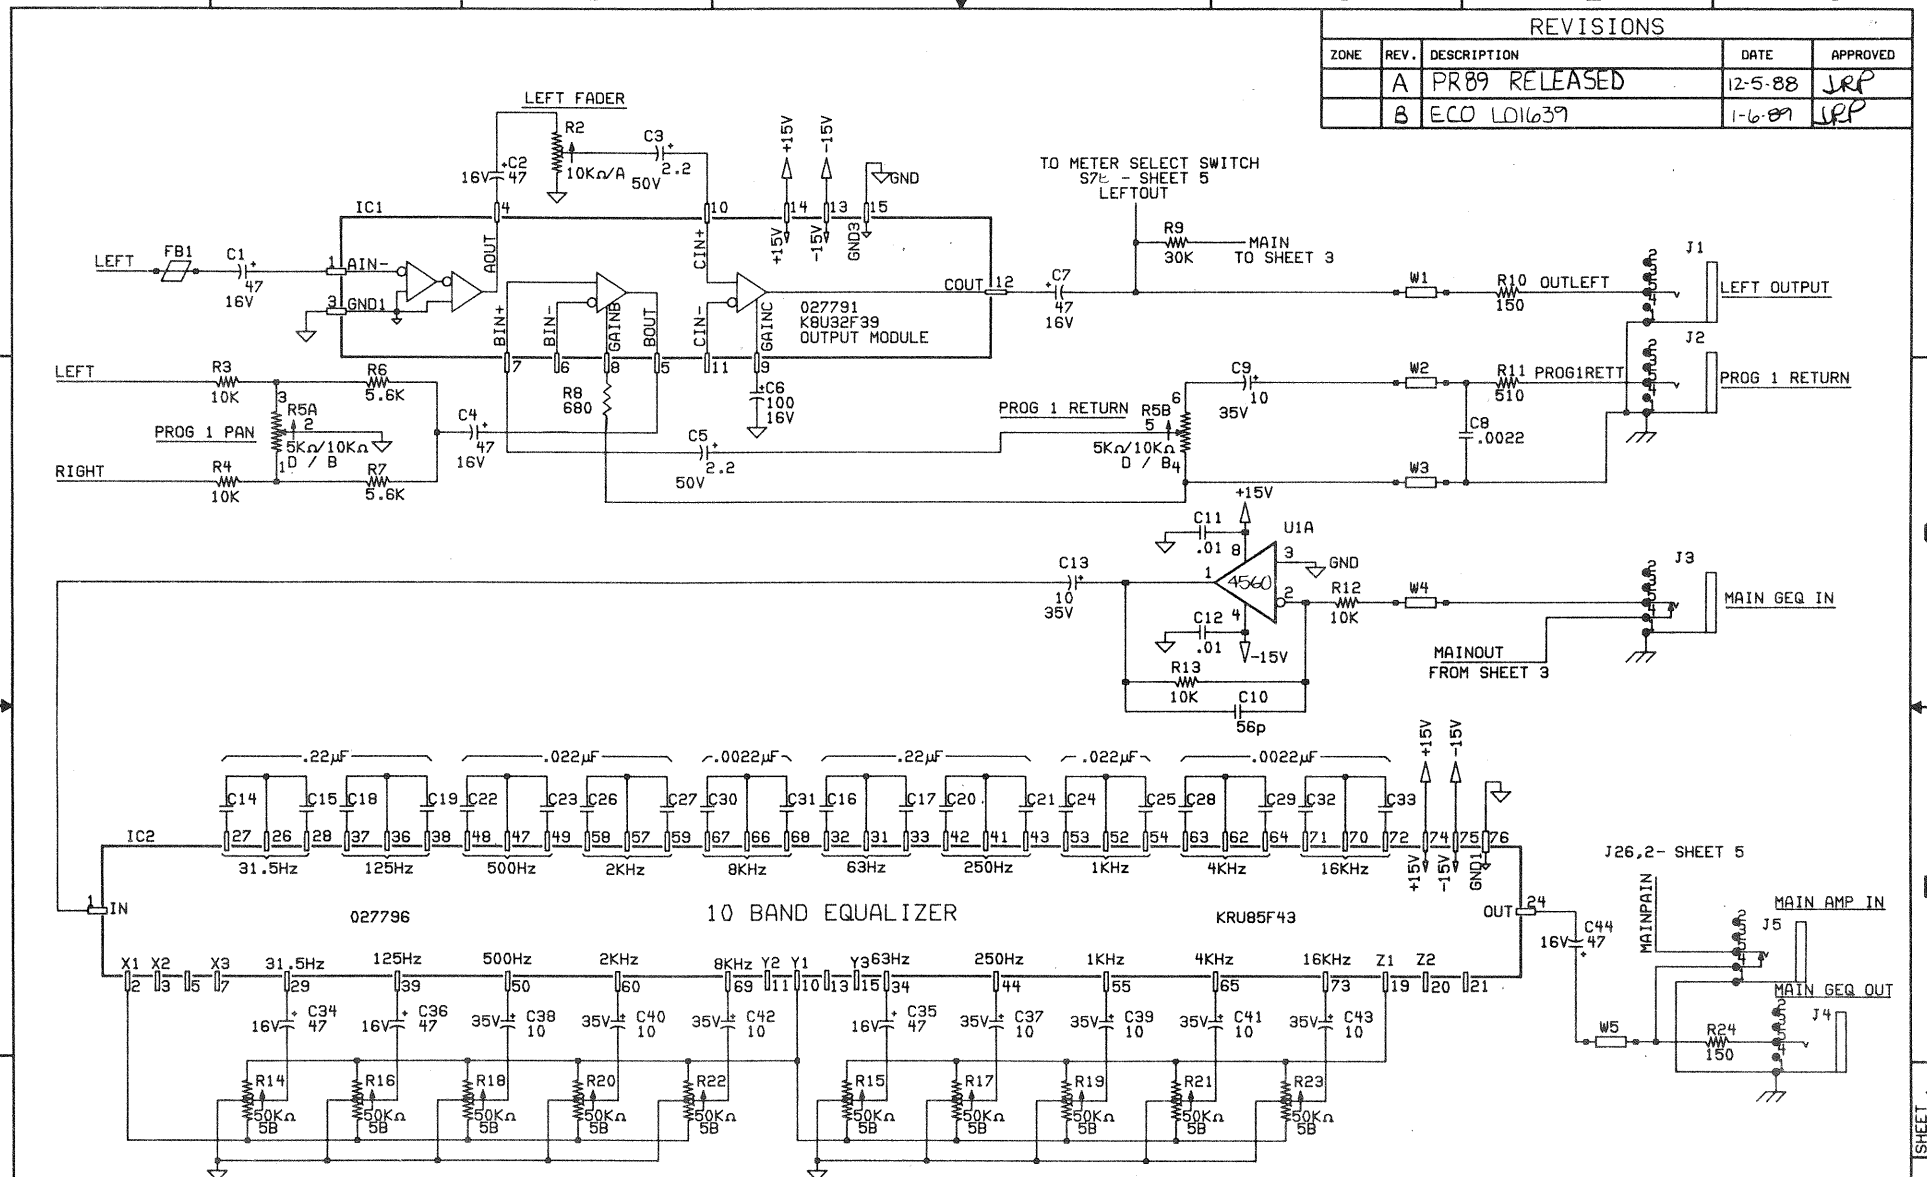 REVISIONS
ZONE REV. DESCRIPTION DATE APPROVED
A PR89 RELEASED 12-5-88 JRP
B ECO LO1639 1-6-89 JRP
LEFT FADER
R2
10KΩ/A
C3
+
2.2
50V
C2
+
47
16V
+15V
-15V
GND
TO METER SELECT SWITCH
- SHEET 5
LEFTOUT
R9
30K
MAIN
TO SHEET 3
IC1
4
10
14
13
15
LEFT
FB1
C1
+
47
16V
1
AIN-
3
GND1
AOUT
CIN+
+15V
-15V
GND3
BIN+
BIN-
GAINB
BOUT
CIN-
GAINC
COUT
12
027791
K8U32F39
OUTPUT MODULE
7
6
8
5
11
9
C7
+
47
16V
W1
R10
150
OUTLEFT
J1
LEFT OUTPUT
J2
PROG 1 RETURN
W2
R11
510
PROG1RETT
C8
.0022
W3
C9
+
10
35V
LEFT
R3
10K
R6
5.6K
3
R5A
2
5KΩ/10KΩ
D / B
1
PROG 1 PAN
RIGHT
R4
10K
R7
5.6K
C4
+
47
16V
R8
680
C6
+
100
16V
C5
+
2.2
50V
PROG 1 RETURN
6
R5B
5
5KΩ/10KΩ
D / B
4
+15V
C11
.01
8
U1A
3
GND
4560
1
2
4
C12
.01
-15V
R13
10K
C10
56p
C13
+
10
35V
R12
10K
W4
J3
MAIN GEQ IN
MAINOUT
FROM SHEET 3
.22µF
.022µF
.0022µF
.22µF
.022µF
.0022µF
+15V
-15V
C14 C15 C18 C19 C22 C23 C26 C27 C30 C31 C16 C17 C20 C21 C24 C25 C28 C29 C32 C33
IC2
27 26 28 37 36 38 48 47 49 58 57 59 67 66 68 32 31 33 42 41 43 53 52 54 63 62 64 71 70 72 74 75 76
31.5Hz 125Hz 500Hz 2KHz 8KHz 63Hz 250Hz 1KHz 4KHz 16KHz
+15V
-15V
GND1
1
IN
027796
10 BAND EQUALIZER
KRU85F43
OUT
24
X1 X2 X3 31.5Hz 125Hz 500Hz 2KHz 8KHz Y2 Y1 Y3 63Hz 250Hz 1KHz 4KHz 16KHz Z1 Z2
2 3 5 7 29 39 50 60 69 11 10 13 15 34 44 55 65 73 19 20 21
16V + C34 47
16V + C36 47
35V + C38 10
35V + C40 10
35V + C42 10
16V + C35 47
35V + C37 10
35V + C39 10
35V + C41 10
35V + C43 10
R14 R16 R18 R20 R22 R15 R17 R19 R21 R23
50KΩ 50KΩ 50KΩ 50KΩ 50KΩ 50KΩ 50KΩ 50KΩ 50KΩ 50KΩ
5B 5B 5B 5B 5B 5B 5B 5B 5B 5B
J26,2- SHEET 5
MAINPAIN
MAIN AMP IN
J5
16V
C44
47
+
MAIN GEQ OUT
J4
W5
R24
150
SHEET